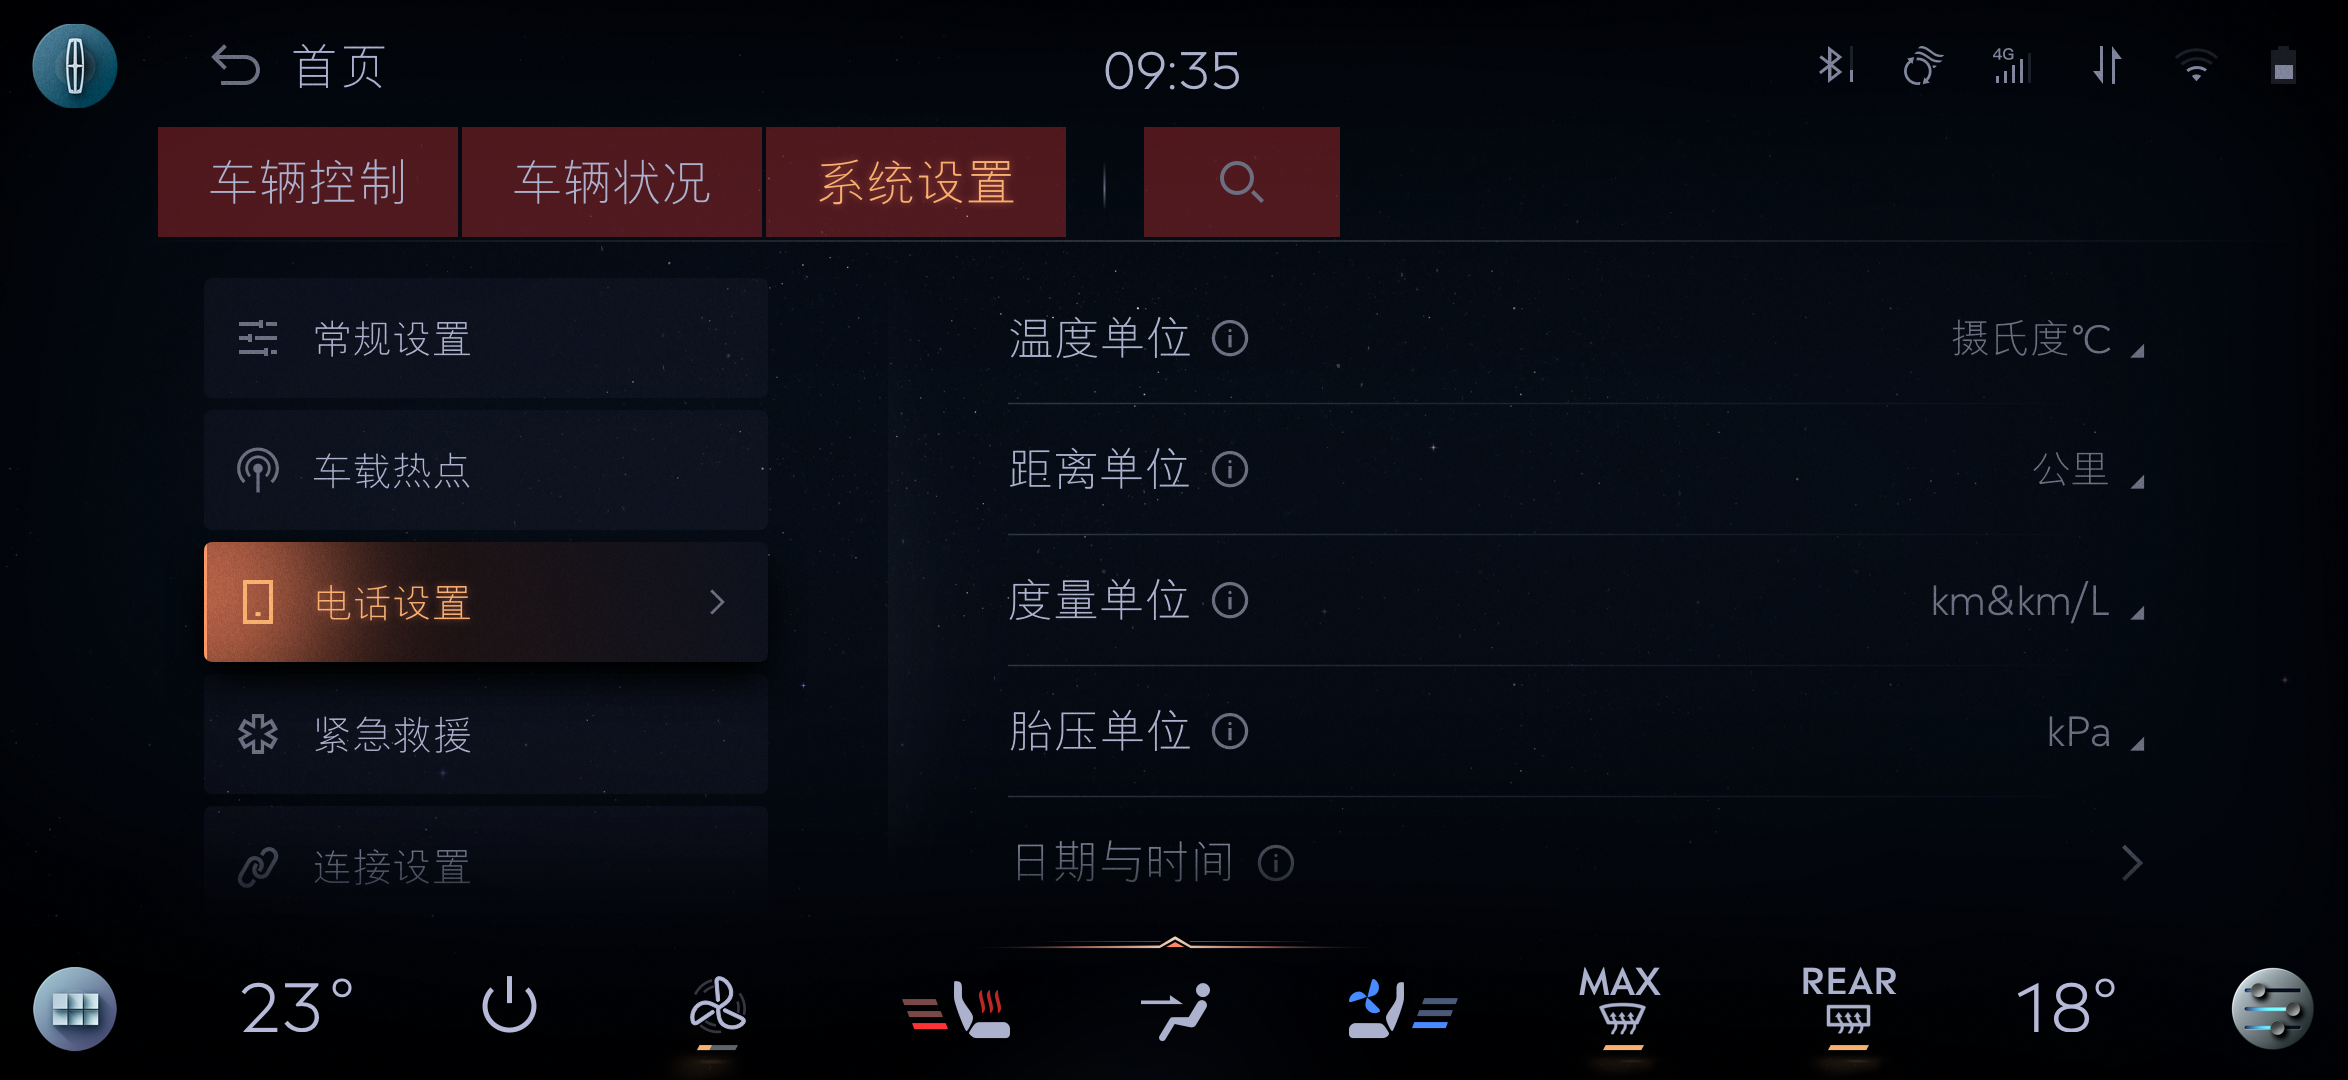 首页
09:35
4G
车辆控制
车辆状况
系统设置
常规设置
车载热点
电话设置
紧急救援
连接设置
温度单位
摄氏度℃
距离单位
公里
度量单位
km&km/L
胎压单位
kPa
日期与时间
23°
MAX
REAR
18°